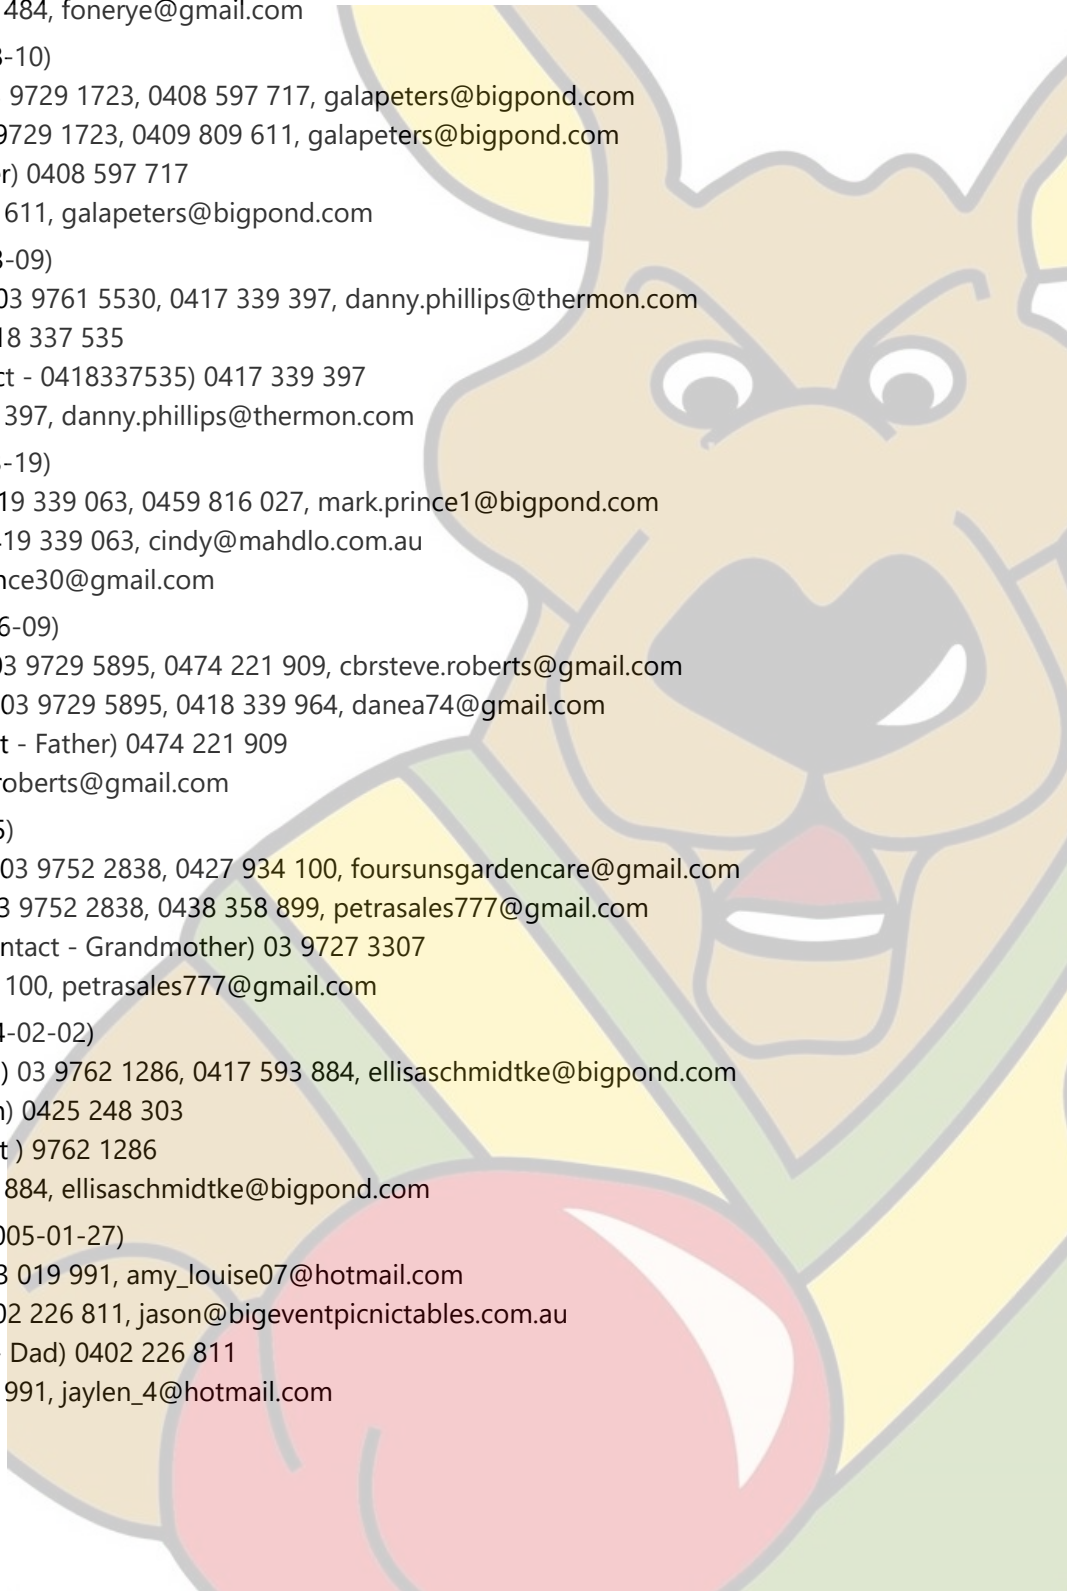 484, fonerye@gmail.com
3-10)
9729 1723, 0408 597 717, galapeters@bigpond.com
9729 1723, 0409 809 611, galapeters@bigpond.com
r) 0408 597 717
611, galapeters@bigpond.com
3-09)
03 9761 5530, 0417 339 397, danny.phillips@thermon.com
18 337 535
ct - 0418337535) 0417 339 397
397, danny.phillips@thermon.com
-19)
19 339 063, 0459 816 027, mark.prince1@bigpond.com
19 339 063, cindy@mahdlo.com.au
nce30@gmail.com
6-09)
03 9729 5895, 0474 221 909, cbrsteve.roberts@gmail.com
03 9729 5895, 0418 339 964, danea74@gmail.com
t - Father) 0474 221 909
roberts@gmail.com
5)
03 9752 2838, 0427 934 100, foursunsgardencare@gmail.com
3 9752 2838, 0438 358 899, petrasales777@gmail.com
ntact - Grandmother) 03 9727 3307
100, petrasales777@gmail.com
4-02-02)
) 03 9762 1286, 0417 593 884, ellisaschmidtke@bigpond.com
n) 0425 248 303
t ) 9762 1286
884, ellisaschmidtke@bigpond.com
005-01-27)
3 019 991, amy_louise07@hotmail.com
02 226 811, jason@bigeventpicnictables.com.au
Dad) 0402 226 811
991, jaylen_4@hotmail.com